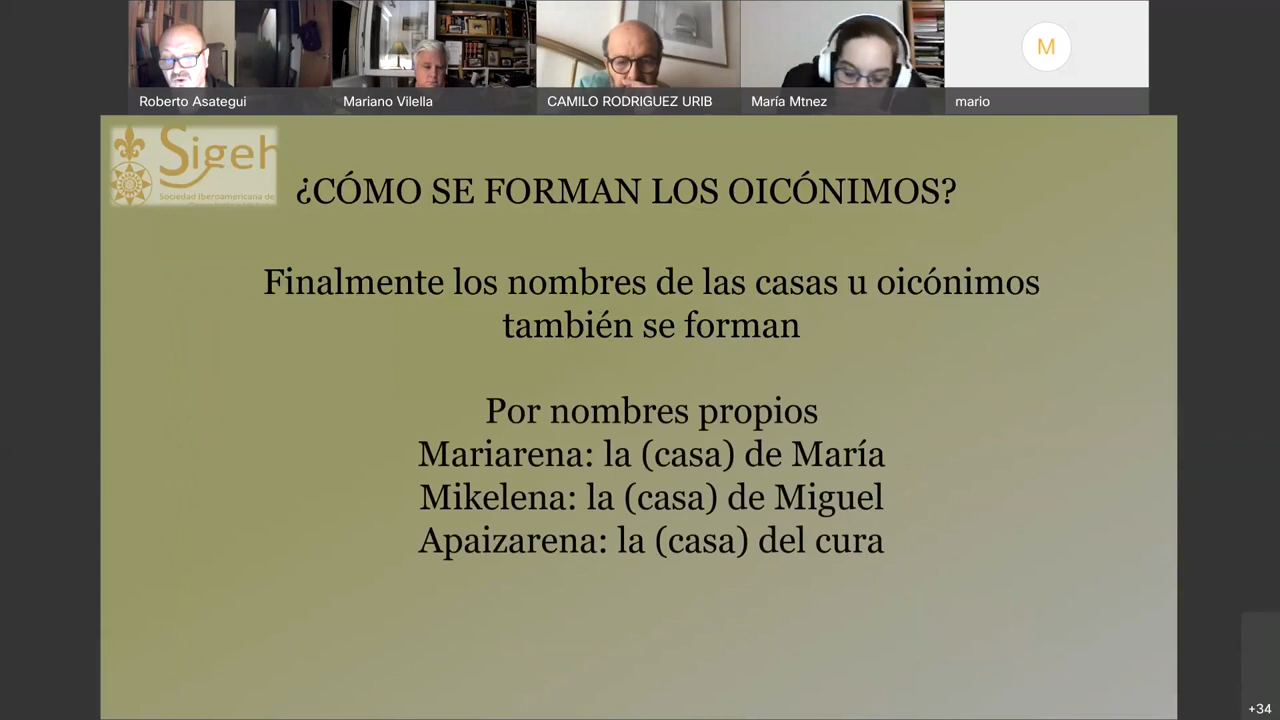 Roberto Asategui
Mariano Vilella
CAMILO RODRIGUEZ URIB
María Mtnez
M
mario
Sigeh
Sociedad Iberoamericana de
¿CÓMO SE FORMAN LOS OICÓNIMOS?
Finalmente los nombres de las casas u oicónimos
también se forman
Por nombres propios
Mariarena: la (casa) de María
Mikelena: la (casa) de Miguel
Apaizarena: la (casa) del cura
+34